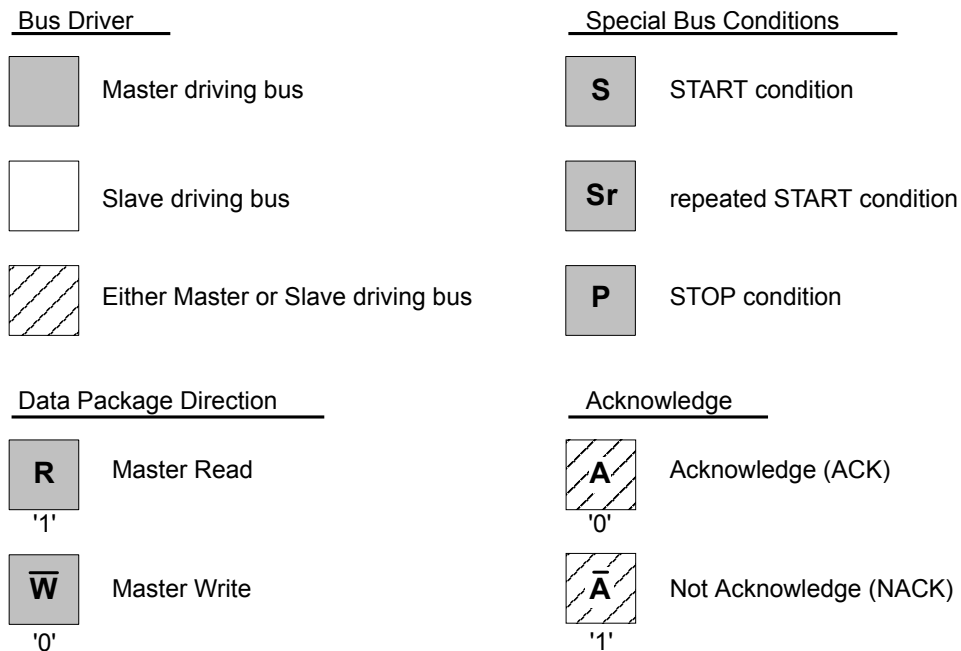 Bus Driver
Master driving bus
Slave driving bus
Either Master or Slave driving bus
Special Bus Conditions
S START condition
Sr repeated START condition
P STOP condition
Data Package Direction
R Master Read
'1'
W̅ Master Write
'0'
Acknowledge
A Acknowledge (ACK)
'0'
A̅ Not Acknowledge (NACK)
'1'